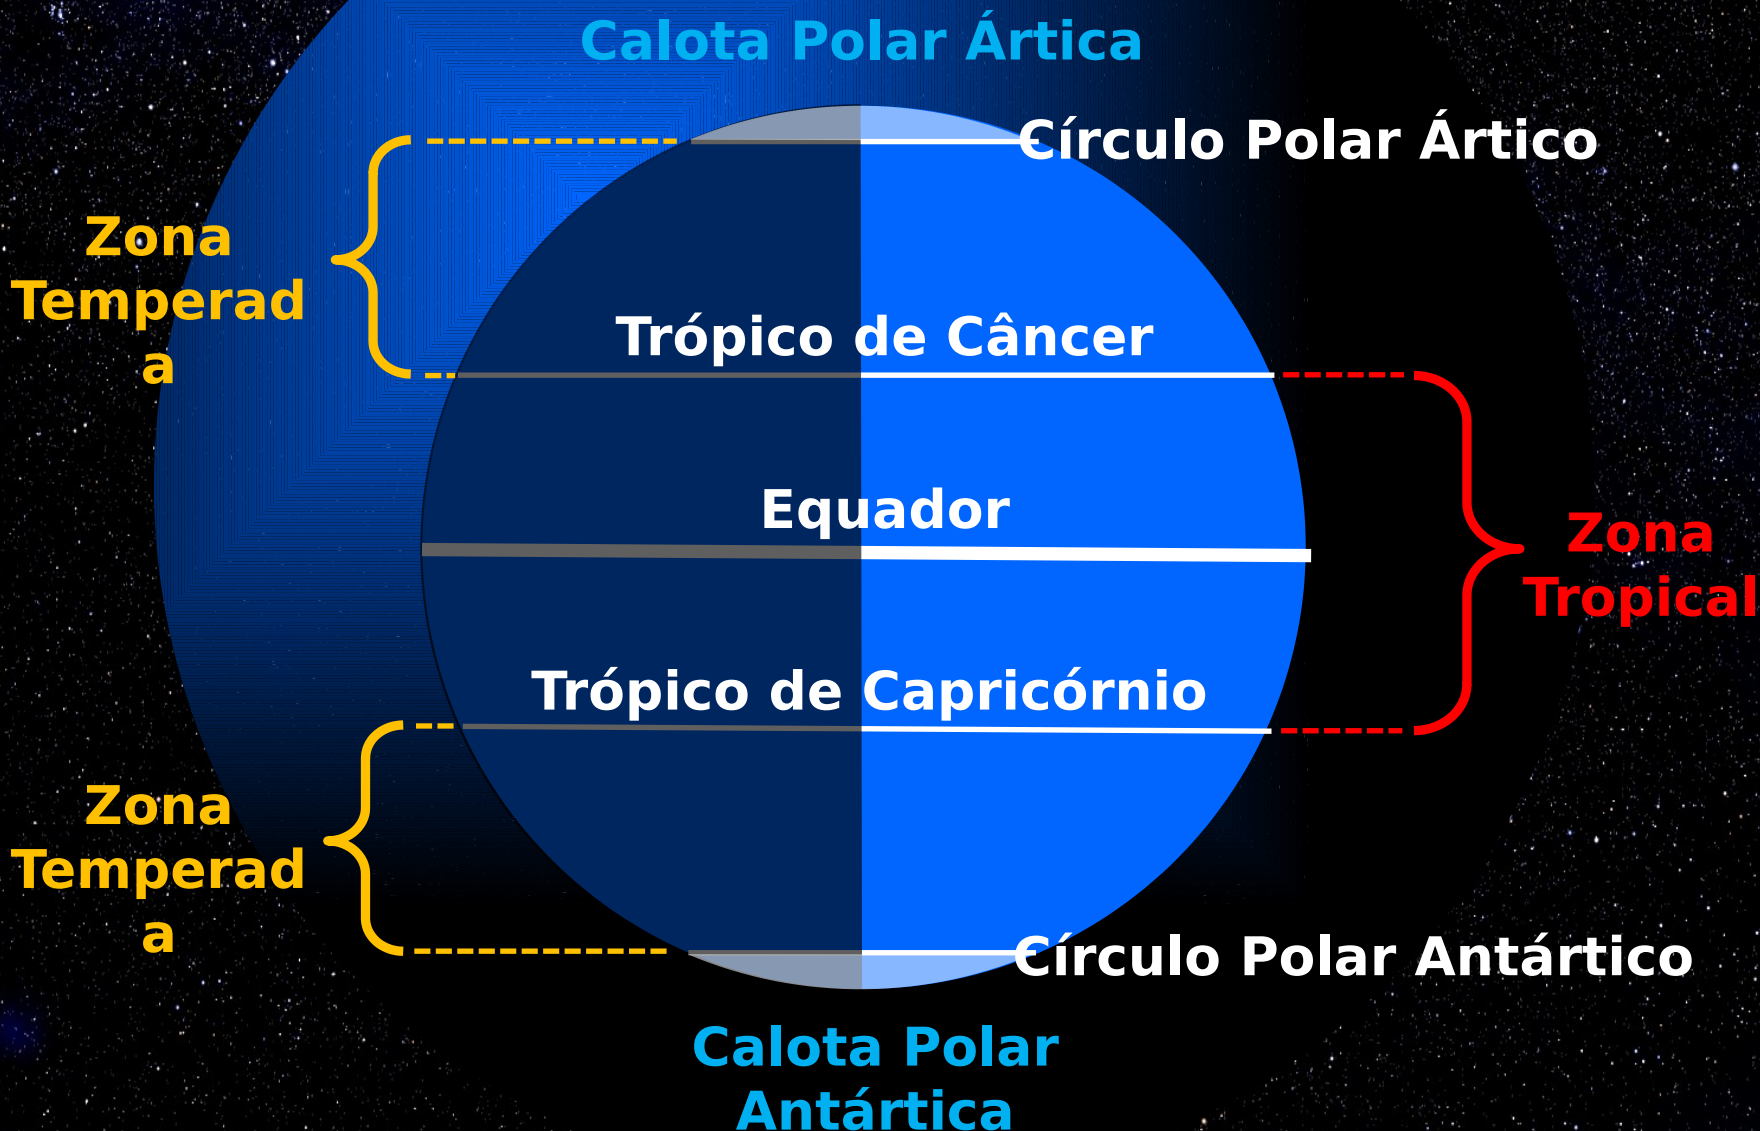 Calota Polar Ártica
Círculo Polar Ártico
Zona
Temperad
a
Trópico de Câncer
Equador
Zona
Tropical
Trópico de Capricórnio
Zona
Temperad
a
Círculo Polar Antártico
Calota Polar
Antártica